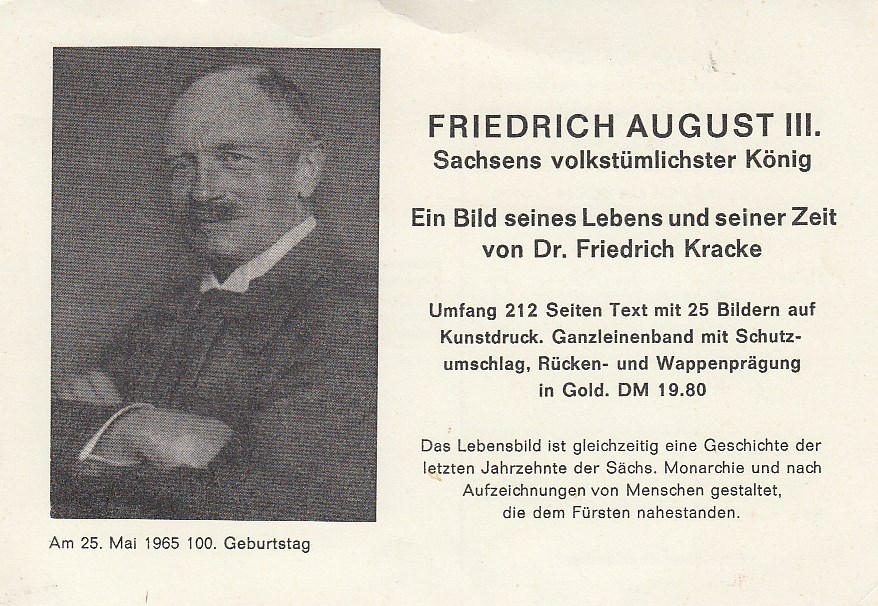 FRIEDRICH AUGUST III.
Sachsens volkstümlichster König
Ein Bild seines Lebens und seiner Zeit
von Dr. Friedrich Kracke
Umfang 212 Seiten Text mit 25 Bildern auf
Kunstdruck. Ganzleinenband mit Schutz-
umschlag, Rücken- und Wappenprägung
in Gold. DM 19.80
Das Lebensbild ist gleichzeitig eine Geschichte der
letzten Jahrzehnte der Sächs. Monarchie und nach
Aufzeichnungen von Menschen gestaltet,
die dem Fürsten nahestanden.
Am 25. Mai 1965 100. Geburtstag